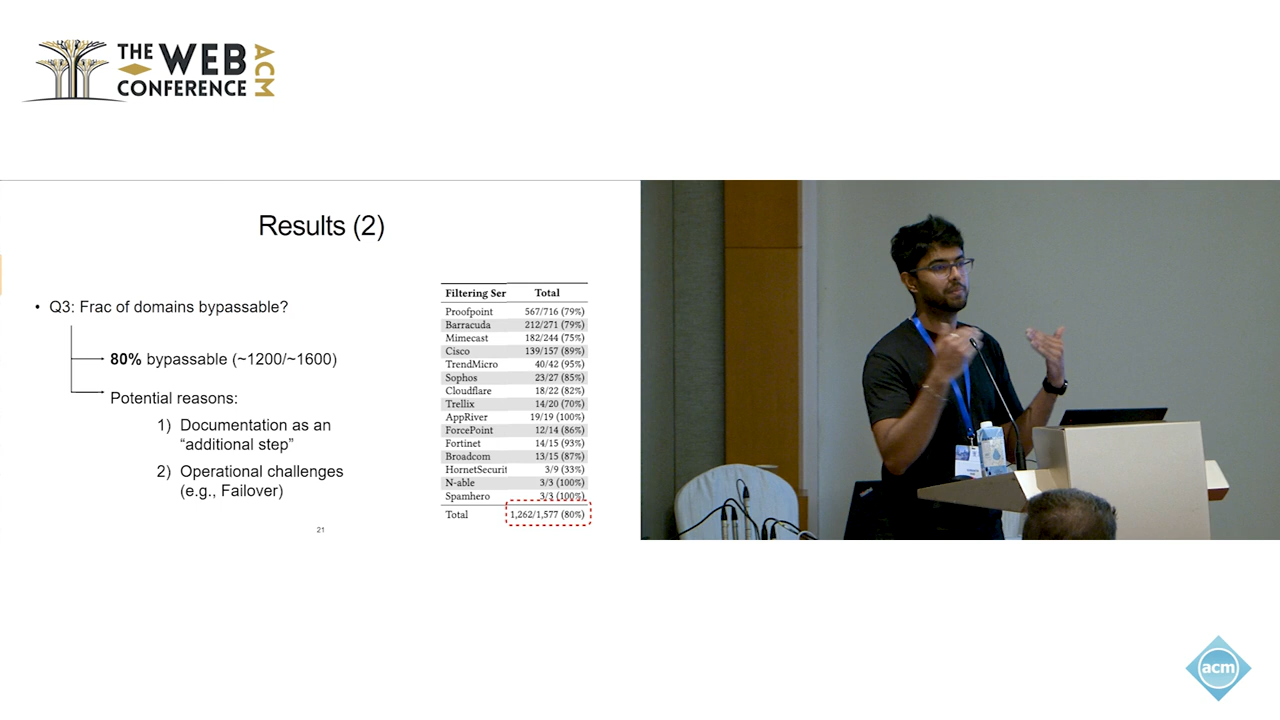 THE WEB
CONFERENCE
ACM
Results (2)
• Q3: Frac of domains bypassable?
80% bypassable (~1200/~1600)
Potential reasons:
1) Documentation as an
“additional step”
2) Operational challenges
(e.g., Failover)
21
Filtering Ser Total
Proofpoint 567/716 (79%)
Barracuda 212/271 (79%)
Mimecast 182/244 (75%)
Cisco 139/157 (89%)
TrendMicro 40/42 (95%)
Sophos 23/27 (85%)
Cloudflare 18/22 (82%)
Trellix 14/20 (70%)
AppRiver 19/19 (100%)
ForcePoint 12/14 (86%)
Fortinet 14/15 (93%)
Broadcom 13/15 (87%)
HornetSecurit 3/9 (33%)
N-able 3/3 (100%)
Spamhero 3/3 (100%)
Total 1,262/1,577 (80%)
acm